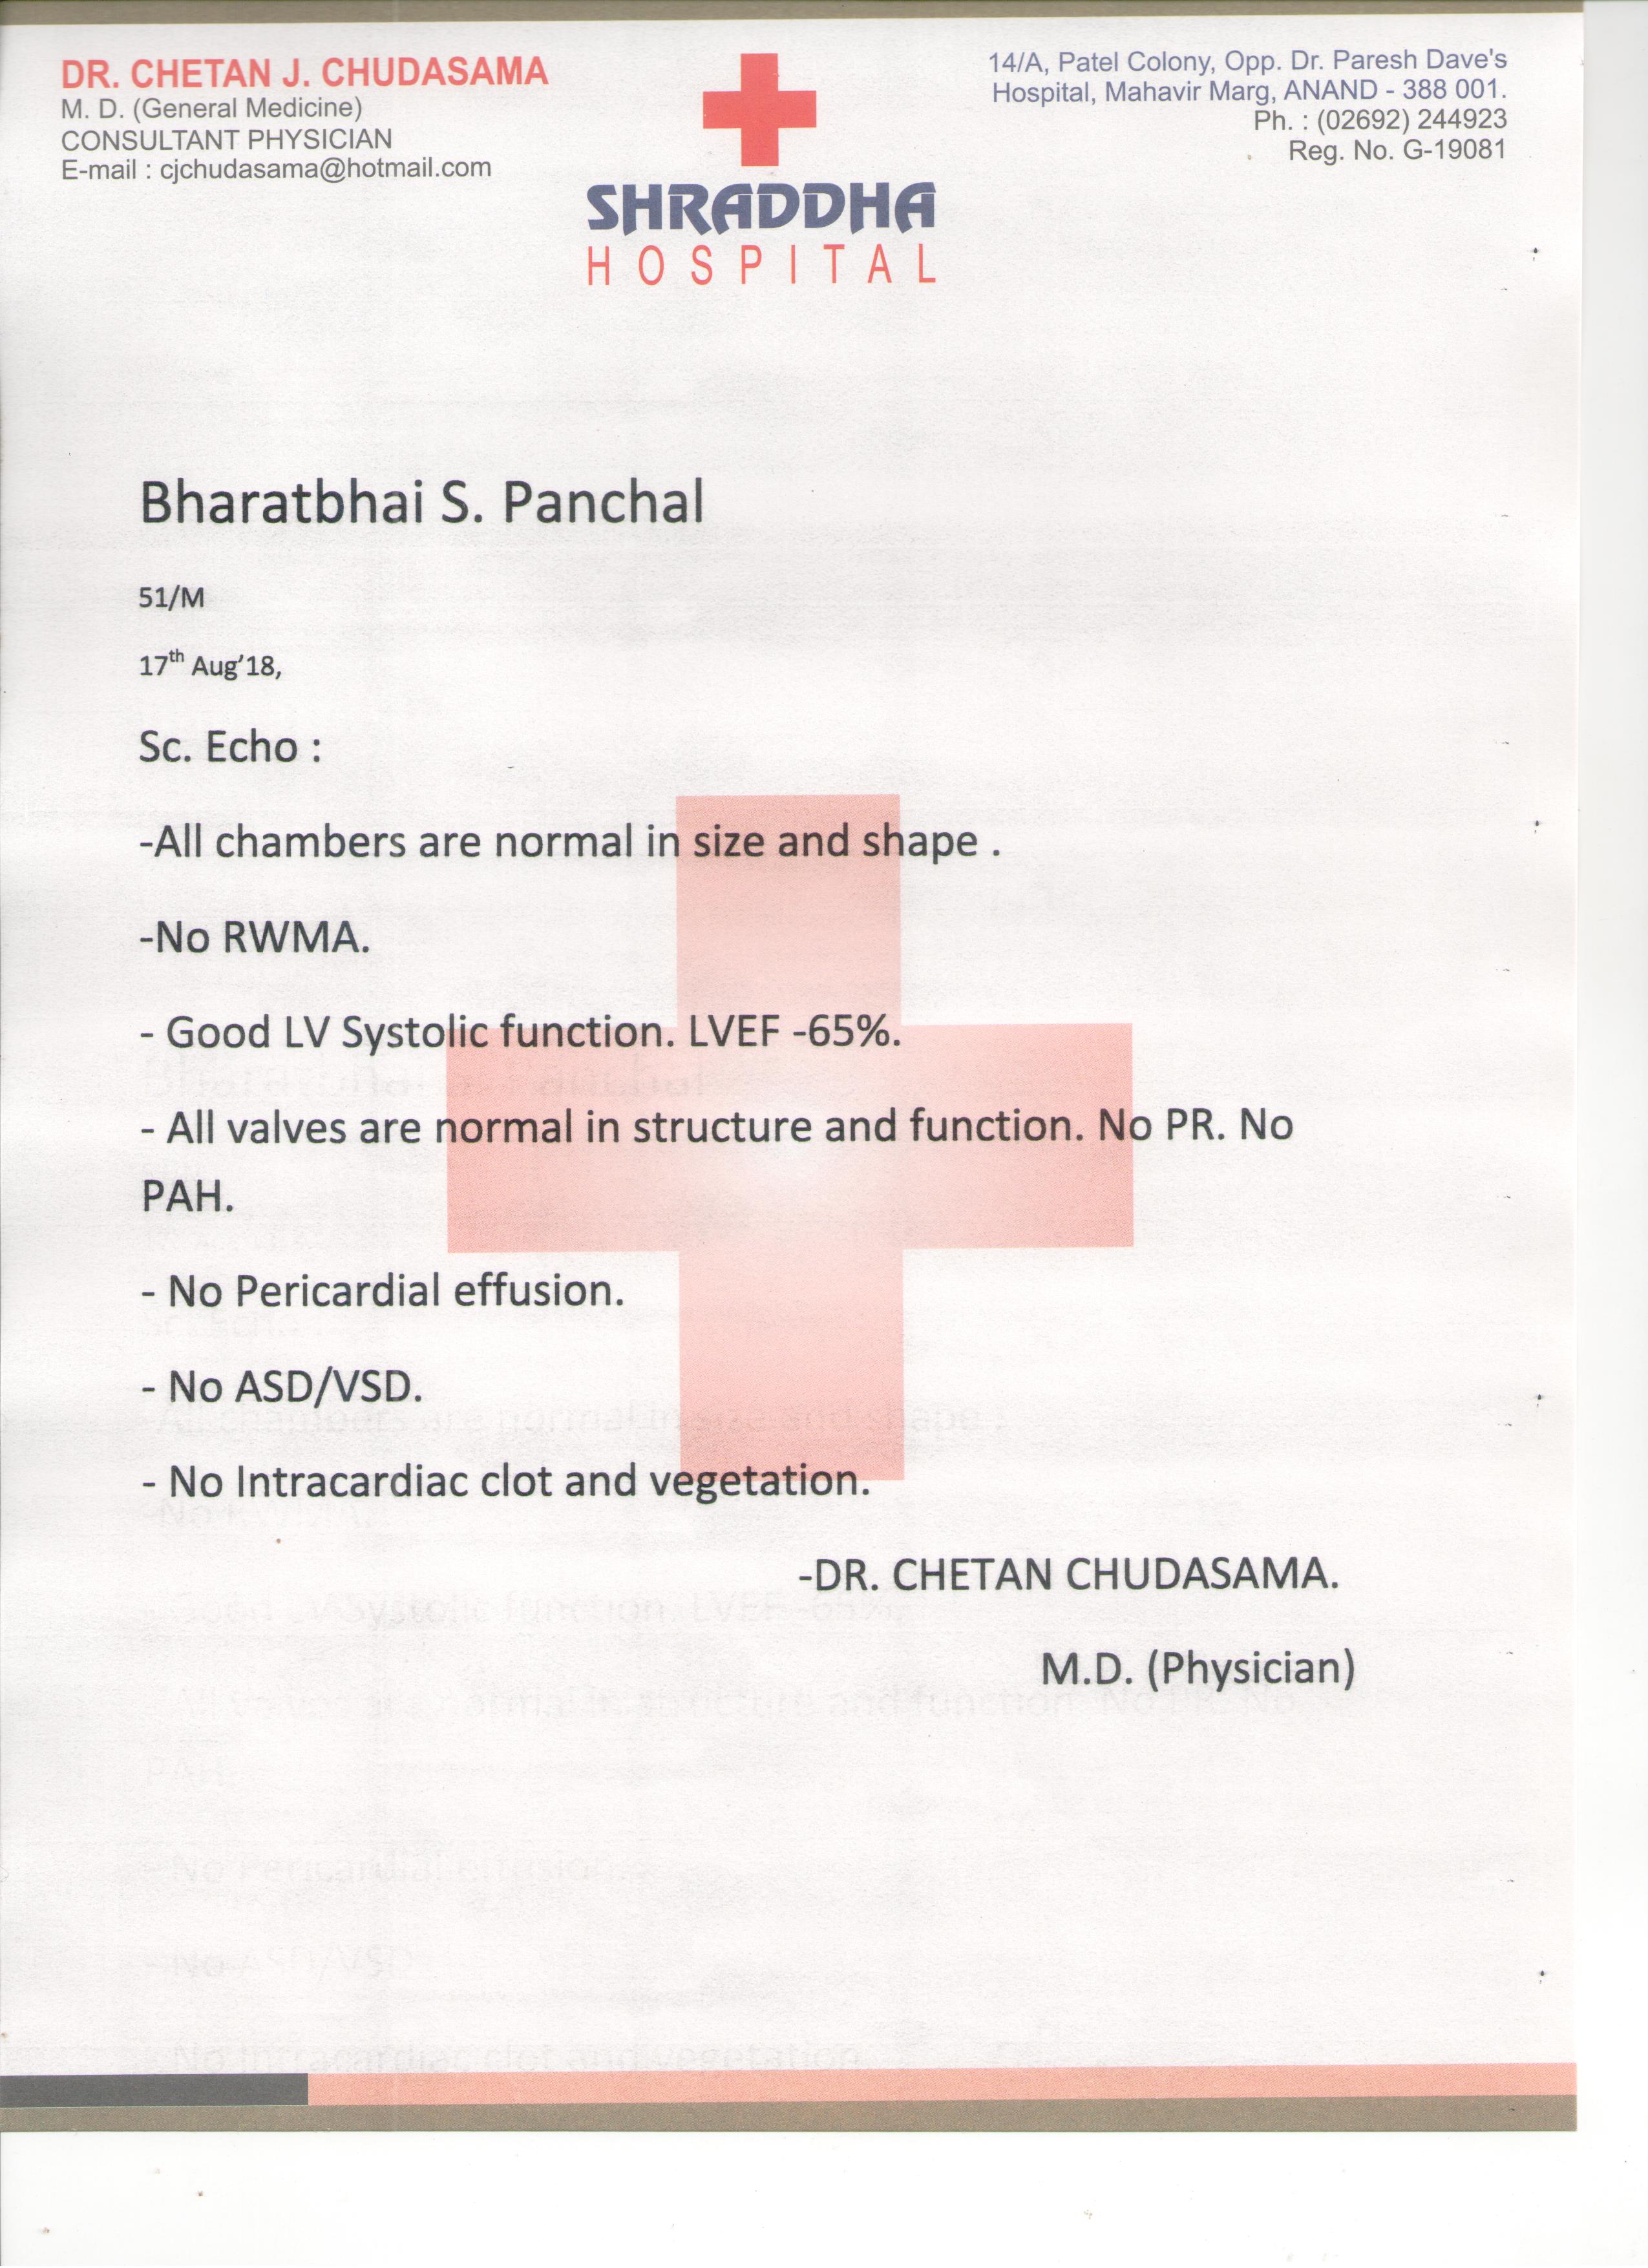 DR. CHETAN J. CHUDASAMA
M. D. (General Medicine)
CONSULTANT PHYSICIAN
E-mail : cjchudasama@hotmail.com
SHRADDHA
HOSPITAL
14/A, Patel Colony, Opp. Dr. Paresh Dave's
Hospital, Mahavir Marg, ANAND - 388 001.
Ph. : (02692) 244923
Reg. No. G-19081
Bharatbhai S. Panchal
51/M
17th Aug'18,
Sc. Echo :
-All chambers are normal in size and shape .
-No RWMA.
- Good LV Systolic function. LVEF -65%.
- All valves are normal in structure and function. No PR. No
PAH.
- No Pericardial effusion.
- No ASD/VSD.
- No Intracardiac clot and vegetation.
-DR. CHETAN CHUDASAMA.
M.D. (Physician)